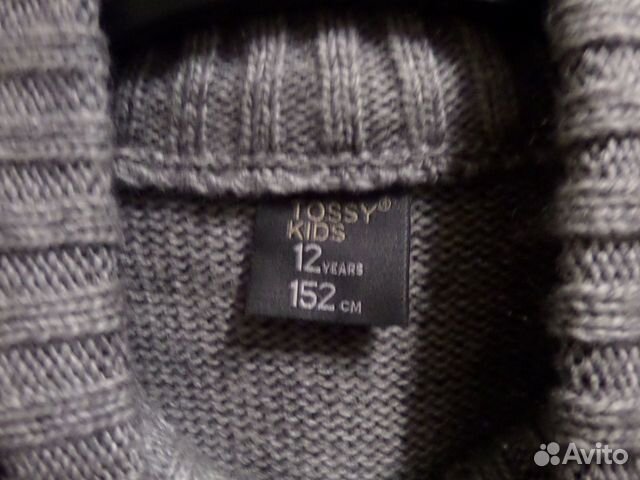 TOSSY®
KIDS
12 YEARS
152 CM
Avito